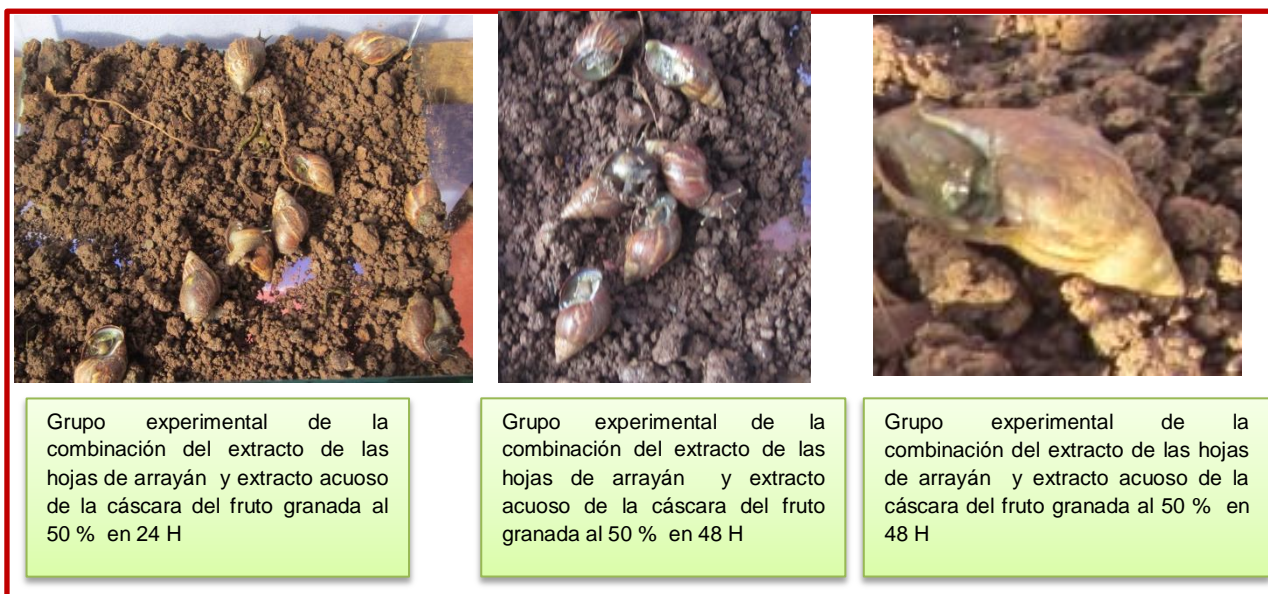 Grupo experimental de la
combinación del extracto de las
hojas de arrayán y extracto acuoso
de la cáscara del fruto granada al
50 % en 24 H
Grupo experimental de la
combinación del extracto de las
hojas de arrayán y extracto
acuoso de la cáscara del fruto
granada al 50 % en 48 H
Grupo experimental de la
combinación del extracto de las hojas
de arrayán y extracto acuoso de la
cáscara del fruto granada al 50 % en
48 H